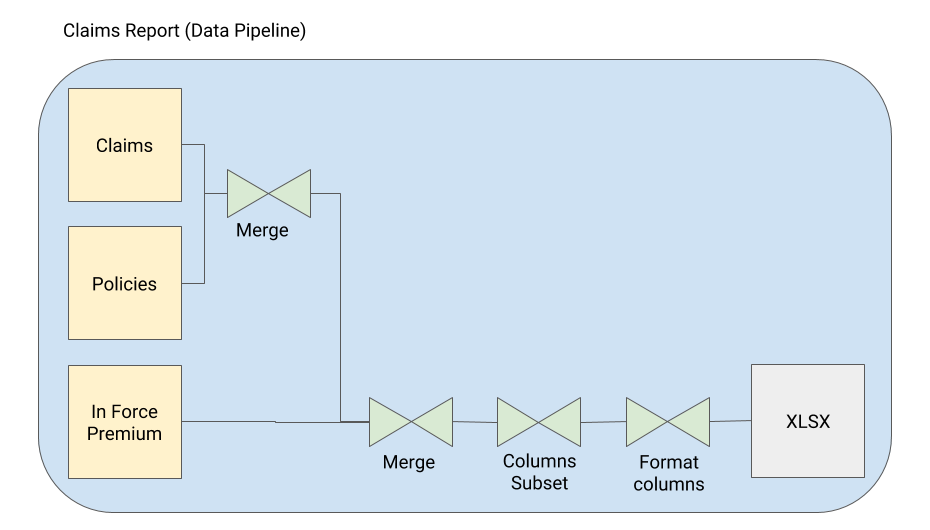 Claims Report (Data Pipeline)
Claims
Merge
Policies
In Force
Premium
Merge
Columns
Subset
Format
columns
XLSX